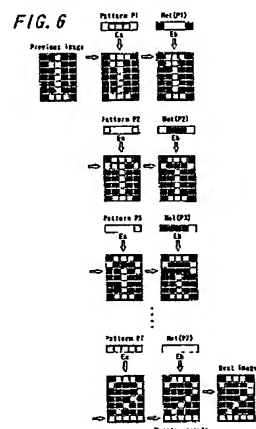 FIG. 6
Pattern P1 Not(P1)
Previous Image Ea Eb
Pattern P2 Not(P2)
Ea Eb
Pattern P3 Not(P3)
Ea Eb
Pattern P7 Not(P7)
Ea Eb
Next Image